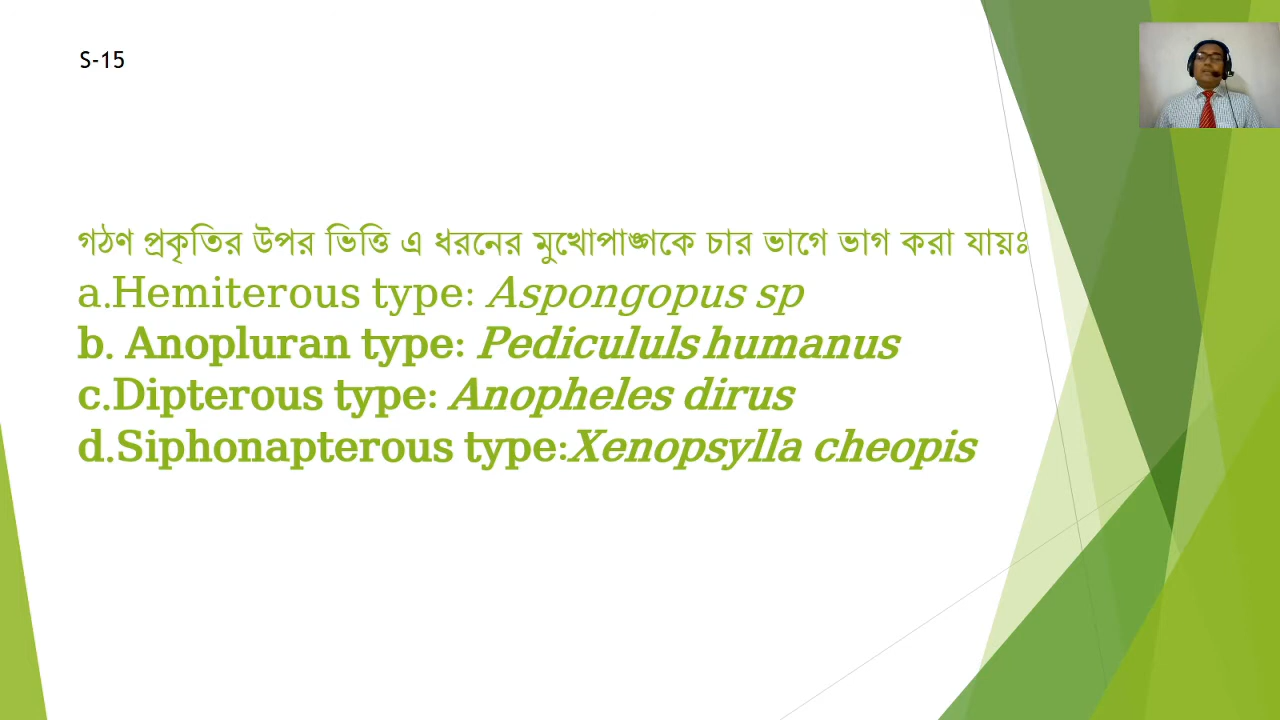 S-15
গঠণ প্রকৃতির উপর ভিত্তি এ ধরনের মুখোপাঙ্গকে চার ভাগে ভাগ করা যায়ঃ
a.Hemiterous type: Aspongopus sp
b. Anopluran type: Pedicululs humanus
c.Dipterous type: Anopheles dirus
d.Siphonapterous type:Xenopsylla cheopis